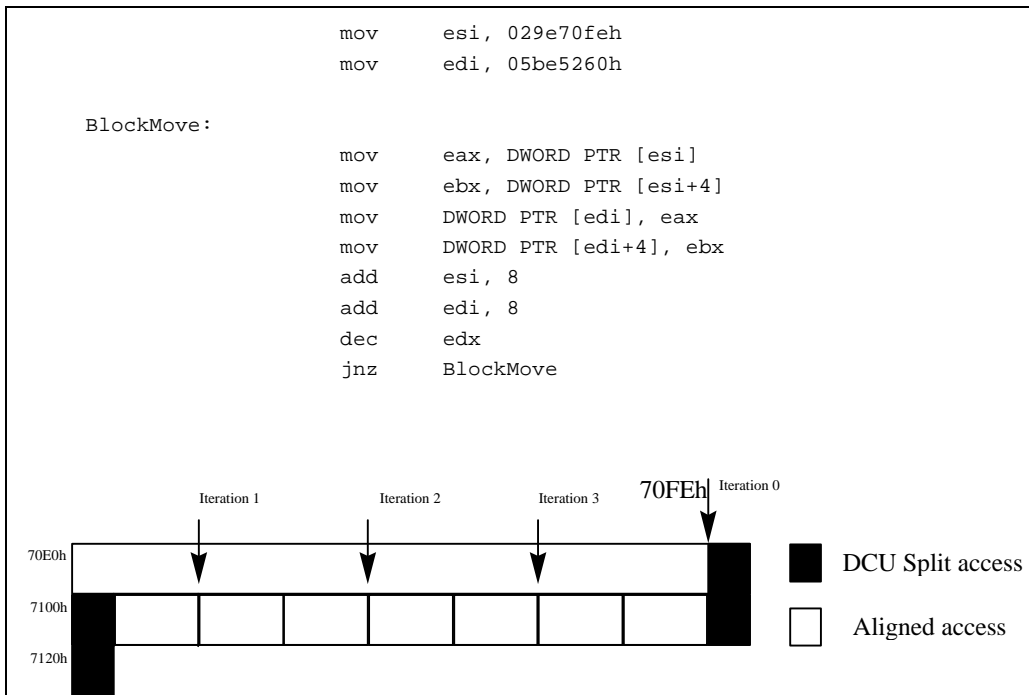 mov esi, 029e70feh
mov edi, 05be5260h
BlockMove:
mov eax, DWORD PTR [esi]
mov ebx, DWORD PTR [esi+4]
mov DWORD PTR [edi], eax
mov DWORD PTR [edi+4], ebx
add esi, 8
add edi, 8
dec edx
jnz BlockMove
Iteration 1
Iteration 2
Iteration 3
70FEh
Iteration 0
70E0h
DCU Split access
7100h
Aligned access
7120h